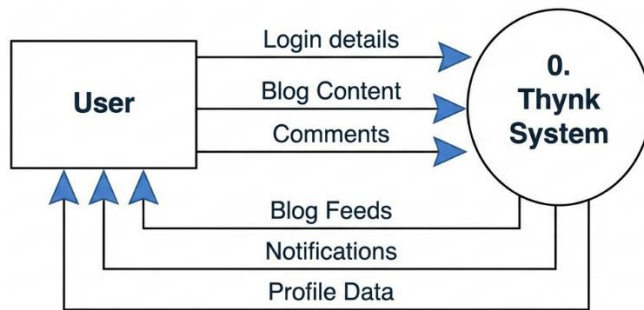 User
Login details
Blog Content
Comments
0.
Thynk
System
Blog Feeds
Notifications
Profile Data